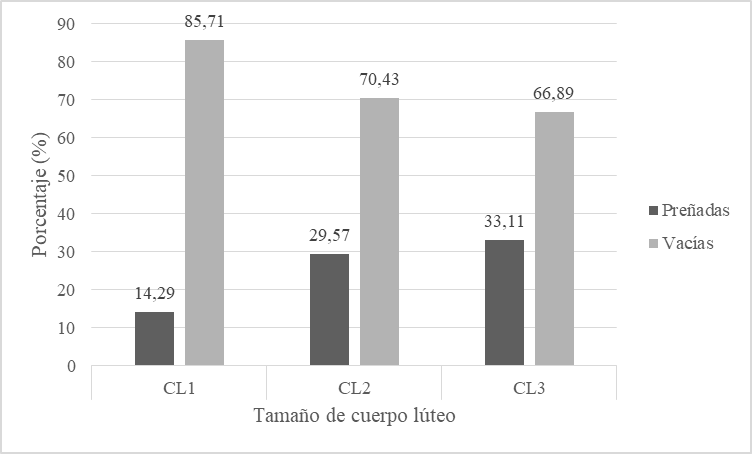 90
80
70
60
50
40
30
20
10
0
Porcentaje (%)
85,71
70,43
66,89
14,29
29,57
33,11
CL1
CL2
CL3
Tamaño de cuerpo lúteo
Preñadas
Vacías